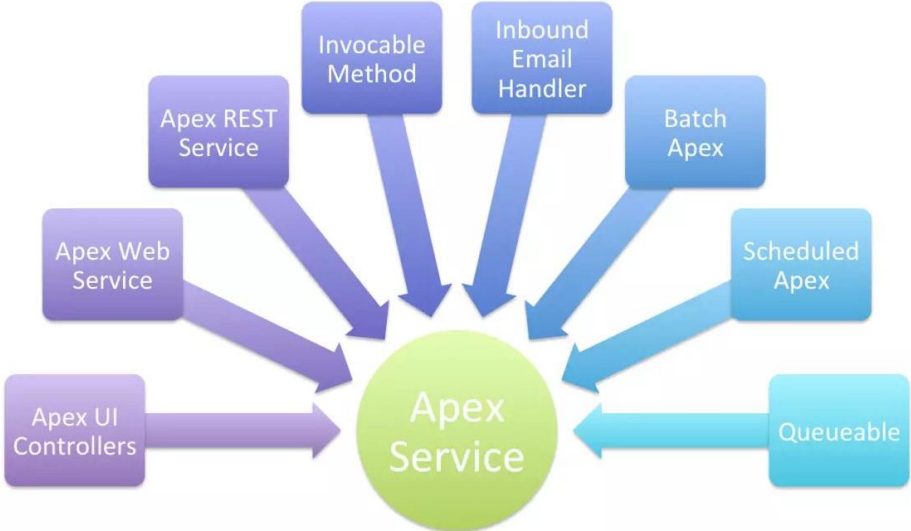 Invocable
Method
Inbound
Email
Handler
Apex REST
Service
Batch
Apex
Apex Web
Service
Scheduled
Apex
Apex UI
Controllers
Apex
Service
Queueable